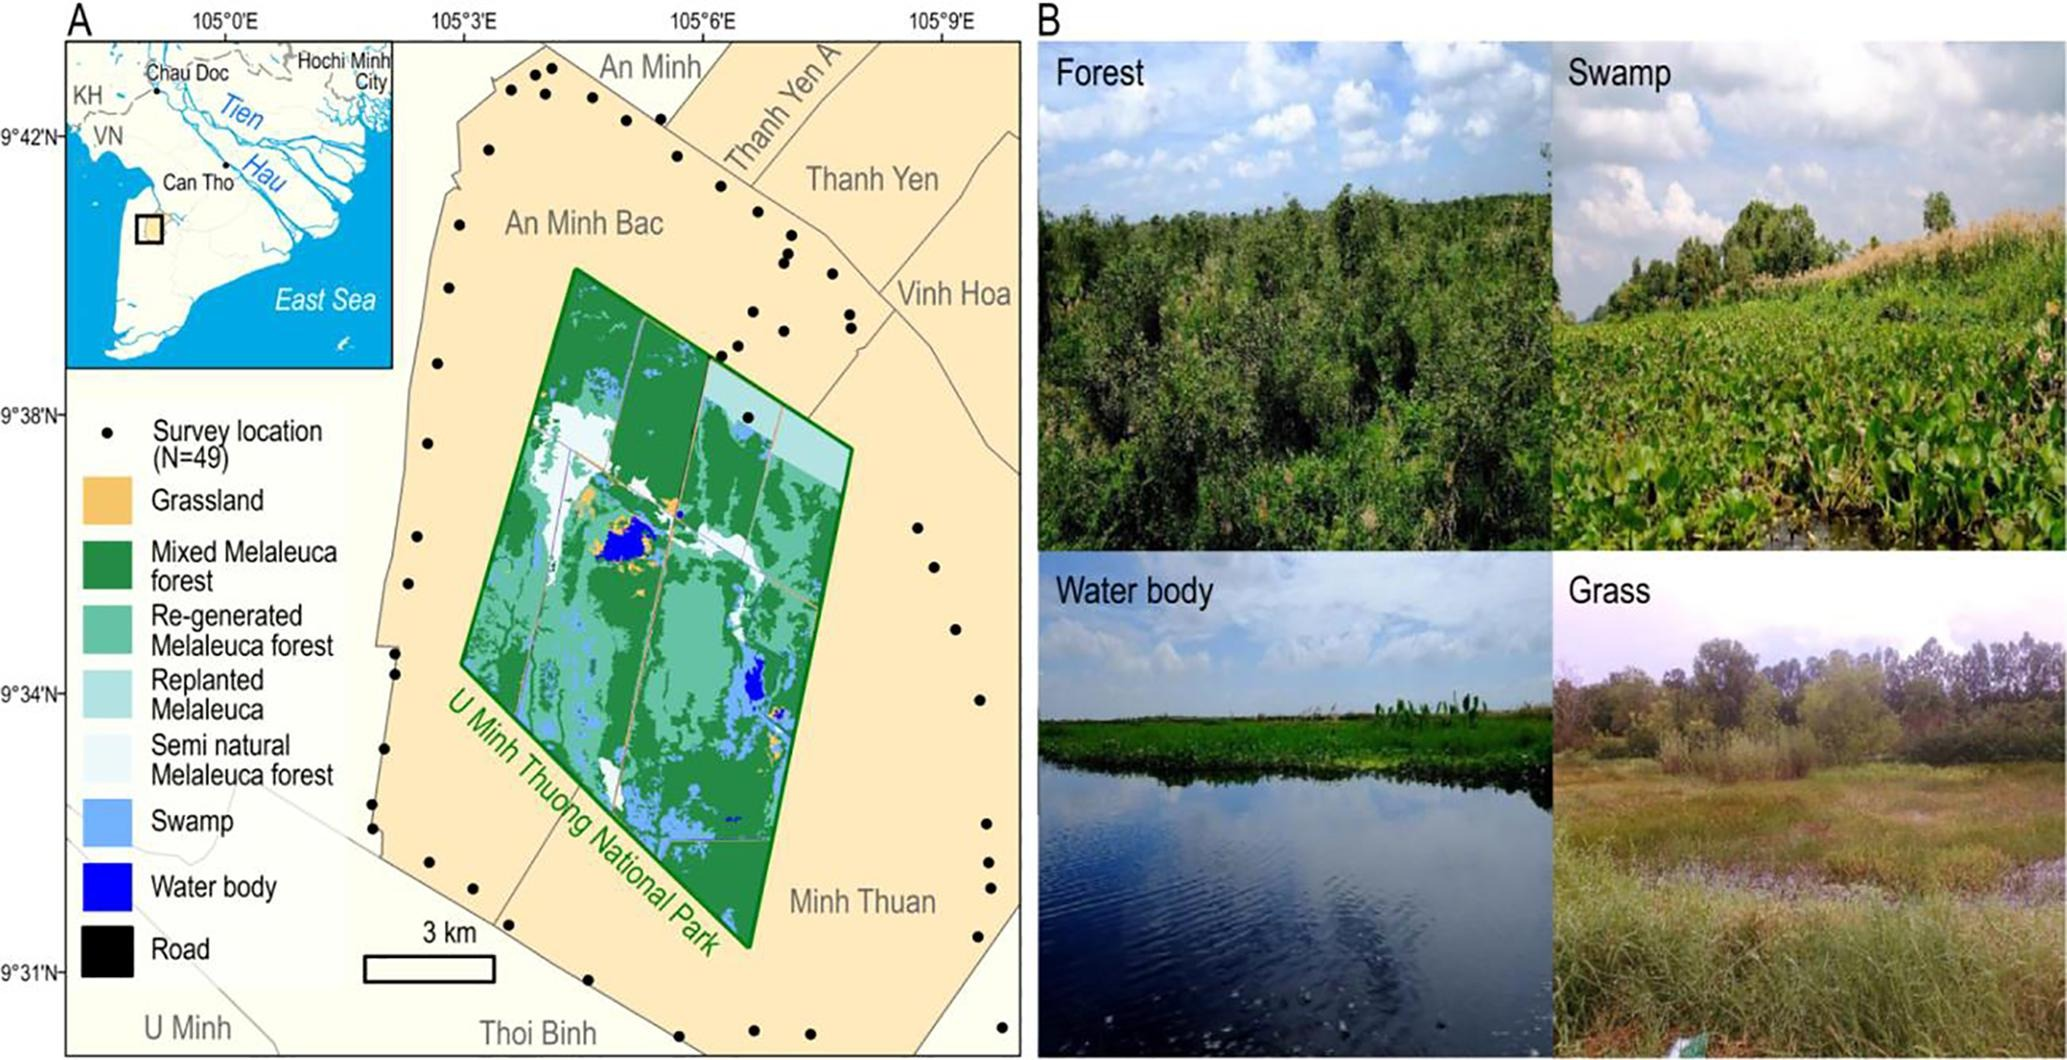 A
105°0'E
105°3'E
105°6'E
105°9'E
9°42'N
9°38'N
9°34'N
9°31'N
Chau Doc
Hochi Minh
City
KH
VN
Tien
Hau
Can Tho
East Sea
An Minh
Thanh Yen A
Thanh Yen
An Minh Bac
Vinh Hoa
Survey location
(N=49)
Grassland
Mixed Melaleuca
forest
Re-generated
Melaleuca forest
Replanted
Melaleuca
Semi natural
Melaleuca forest
Swamp
Water body
Road
U Minh Thuong National Park
Minh Thuan
3 km
U Minh
Thoi Binh
B
Forest
Swamp
Water body
Grass